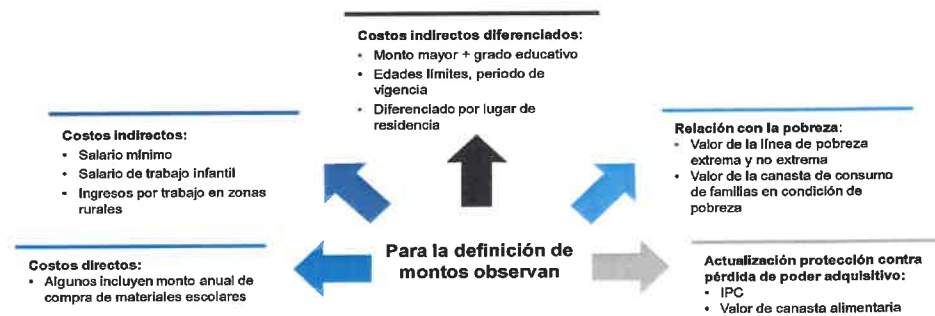 Costos indirectos diferenciados:
• Monto mayor + grado educativo
• Edades límites, periodo de
vigencia
• Diferenciado por lugar de
residencia
Costos indirectos:
• Salario mínimo
• Salario de trabajo infantil
• Ingresos por trabajo en zonas
rurales
Relación con la pobreza:
• Valor de la línea de pobreza
extrema y no extrema
• Valor de la canasta de consumo
de familias en condición de
pobreza
Costos directos:
• Algunos incluyen monto anual de
compra de materiales escolares
Para la definición de
montos observan
Actualización protección contra
pérdida de poder adquisitivo:
• IPC
• Valor de canasta alimentaria